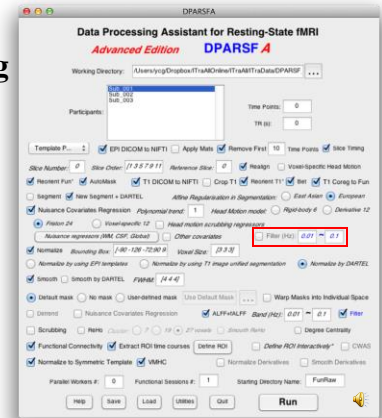 DPARSFA
Data Processing Assistant for Resting-State fMRI
Advanced Edition DPARSF A
g
Working Directory: /Users/ycg/Dropbox/ITraAllOnline/ITraAll/ITraData/DPARSF ...
Participants:
Sub_001
Sub_002
Sub_003
Time Points: 0
TR (s): 0
Template P... EPI DICOM to NIFTI Apply Mats Remove First 10 Time Points Slice Timing
Slice Number: 0 Slice Order: [1 3 5 7 9 11 Reference Slice: 0 Realign Voxel-Specific Head Motion
Reorient Fun* AutoMask T1 DICOM to NIFTI Crop T1 Reorient T1* Bet T1 Coreg to Fun
Segment New Segment + DARTEL Affine Regularisation in Segmentation: East Asian European
Nuisance Covariates Regression Polynomial trend: 1 Head Motion model: Rigid-body 6 Derivative 12
Friston 24 Voxel-specific 12 Head motion scrubbing regressors
Nuisance regressors (WM, CSF, Global) Other covariates Filter (Hz): 0.01 ~ 0.1
Normalize Bounding Box: [-90 -126 -72;90 9 Voxel Size: [3 3 3]
Normalize by using EPI templates Normalize by using T1 image unified segmentation Normalize by DARTEL
Smooth Smooth by DARTEL FWHM: [4 4 4]
Default mask No mask User-defined mask Use Default Mask ... Warp Masks into Individual Space
Detrend Nuisance Covariates Regression ALFF+fALFF Band (Hz): 0.01 ~ 0.1 Filter
Scrubbing ReHo Cluster: 7 19 27 voxels Smooth ReHo Degree Centrality
Functional Connectivity Extract ROI time courses Define ROI Define ROI Interactively* CWAS
Normalize to Symmetric Template VMHC Normalize Derivatives Smooth Derivatives
Parallel Workers #: 0 Functional Sessions #: 1 Starting Directory Name: FunRaw
Help Save Load Utilities Quit Run